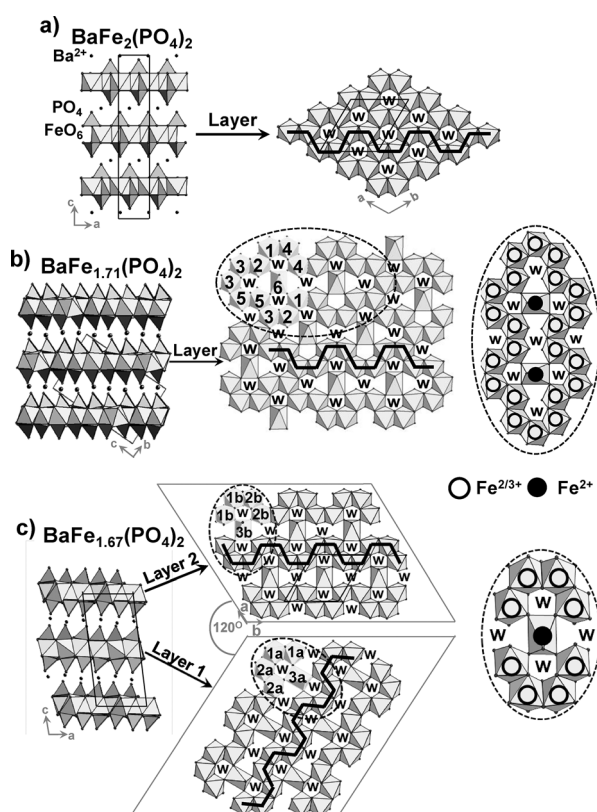 a)
BaFe2(PO4)2
Ba2+
PO4
FeO6
Layer
W W W W W W W W W
c
a
a b
b)
BaFe1.71(PO4)2
Layer
1 4
3 2 W 4
3 W 6 W
5 5 W 1
W 3 2 W
c b
Fe2/3+ Fe2+
c)
BaFe1.67(PO4)2
Layer 2
1b 2b
1b W 2b
3b
W
120º
a
b
Layer 1
1a 1a W
2a W 3a
2a W
c
a
W
W W
W